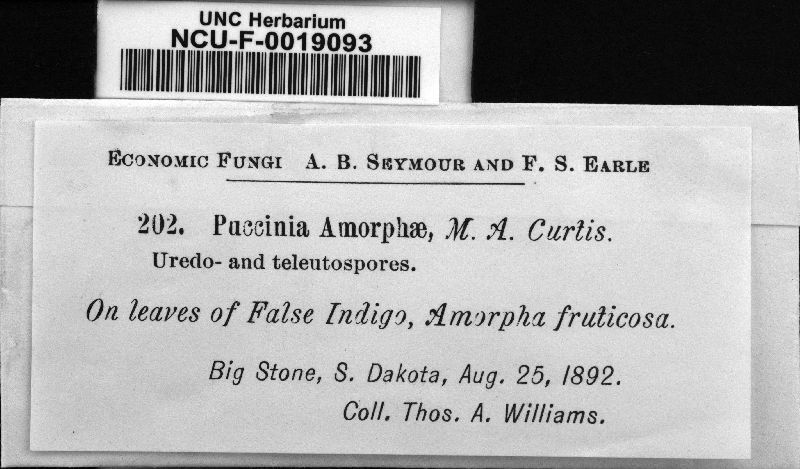 UNC Herbarium
NCU-F-0019093
Economic Fungi A. B. Seymour and F. S. Earle
202. Puccinia Amorphæ, M. A. Curtis.
Uredo- and teleutospores.
On leaves of False Indigo, Amorpha fruticosa.
Big Stone, S. Dakota, Aug. 25, 1892.
Coll. Thos. A. Williams.